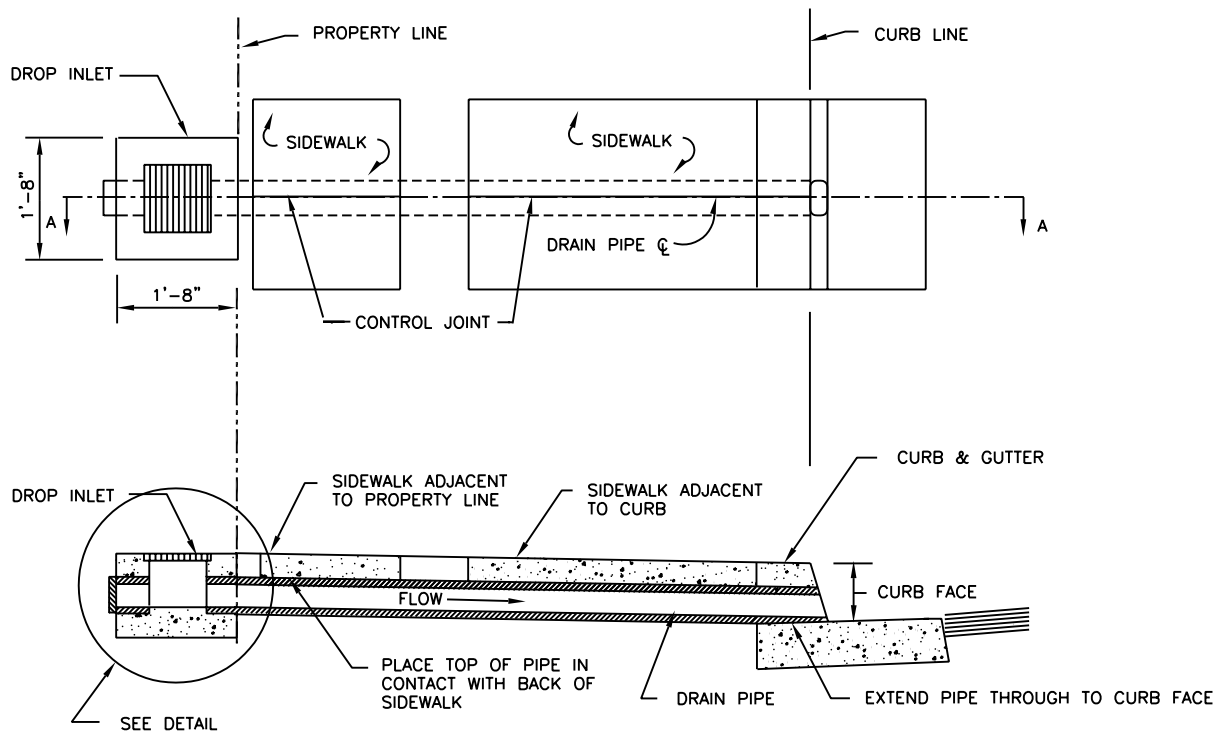 PROPERTY LINE
CURB LINE
DROP INLET
SIDEWALK
SIDEWALK
1'-8"
A
A
DRAIN PIPE ℄
1'-8"
CONTROL JOINT
CURB & GUTTER
SIDEWALK ADJACENT
TO PROPERTY LINE
SIDEWALK ADJACENT
TO CURB
DROP INLET
CURB FACE
FLOW
PLACE TOP OF PIPE IN
CONTACT WITH BACK OF
SIDEWALK
DRAIN PIPE
EXTEND PIPE THROUGH TO CURB FACE
SEE DETAIL